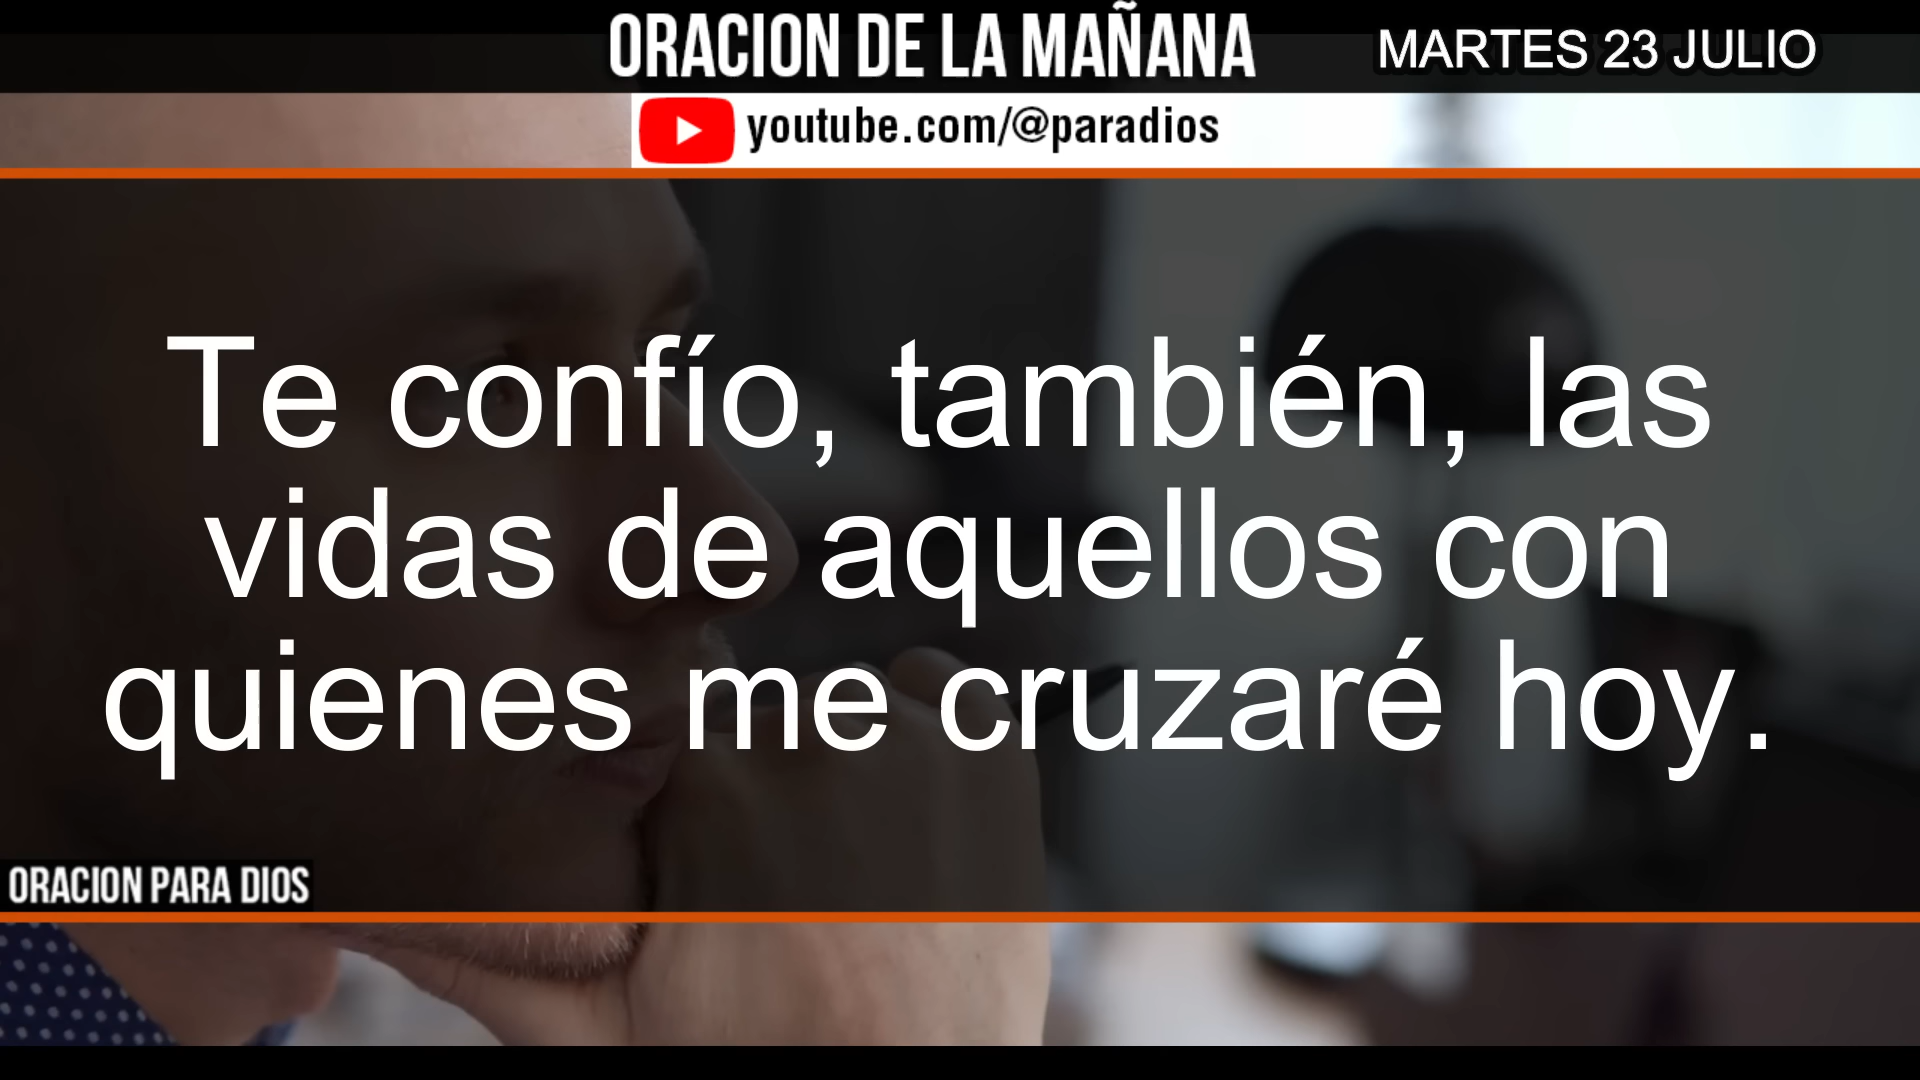 ORACION DE LA MAÑANA
MARTES 23 JULIO
youtube.com/@paradios
Te confío, también, las
vidas de aquellos con
quienes me cruzaré hoy.
ORACION PARA DIOS